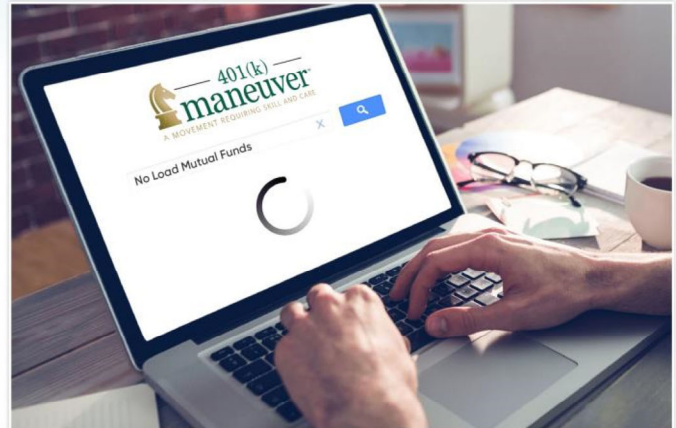 401(k)
maneuver
A MOVEMENT REQUIRING SKILL AND CARE
No Load Mutual Funds